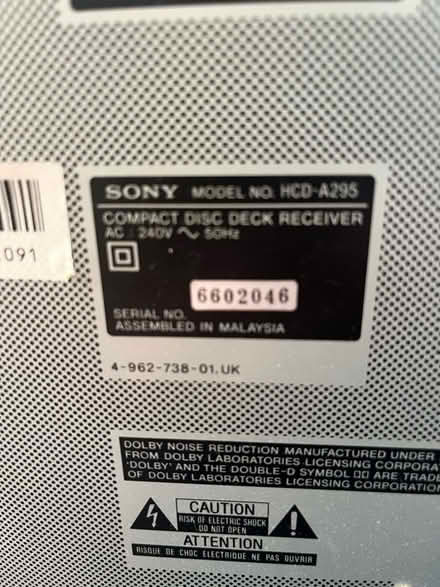 SONY MODEL NO. HCD-A295
COMPACT DISC DECK RECEIVER
AC : 240V ~ 50Hz
091
6602046
SERIAL NO.
ASSEMBLED IN MALAYSIA
4-962-738-01.UK
DOLBY NOISE REDUCTION MANUFACTURED UNDER
FROM DOLBY LABORATORIES LICENSING CORPORA
'DOLBY' AND THE DOUBLE-D SYMBOL ARE TRADE
OF DOLBY LABORATORIES LICENSING CORPORATION
CAUTION
RISK OF ELECTRIC SHOCK
DO NOT OPEN
ATTENTION
RISQUE DE CHOC ELECTRIQUE NE PAS OUVRIR